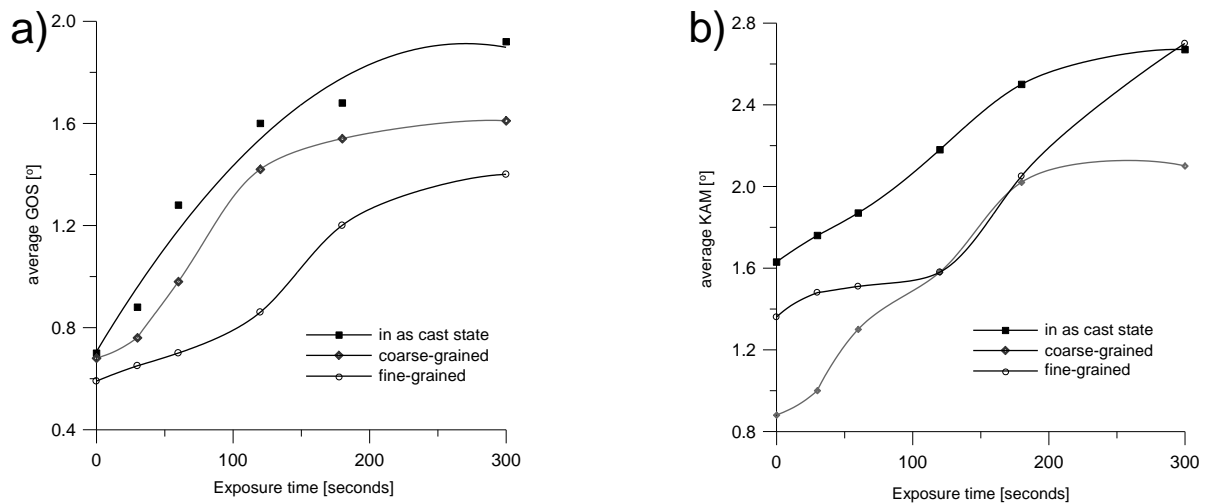 a)
2.0
1.6
1.2
0.8
0.4
average GOS [º]
in as cast state
coarse-grained
fine-grained
0
100
200
300
Exposure time [seconds]
b)
2.8
2.4
2.0
1.6
1.2
0.8
average KAM [º]
in as cast state
coarse-grained
fine-grained
0
100
200
300
Exposure time [seconds]